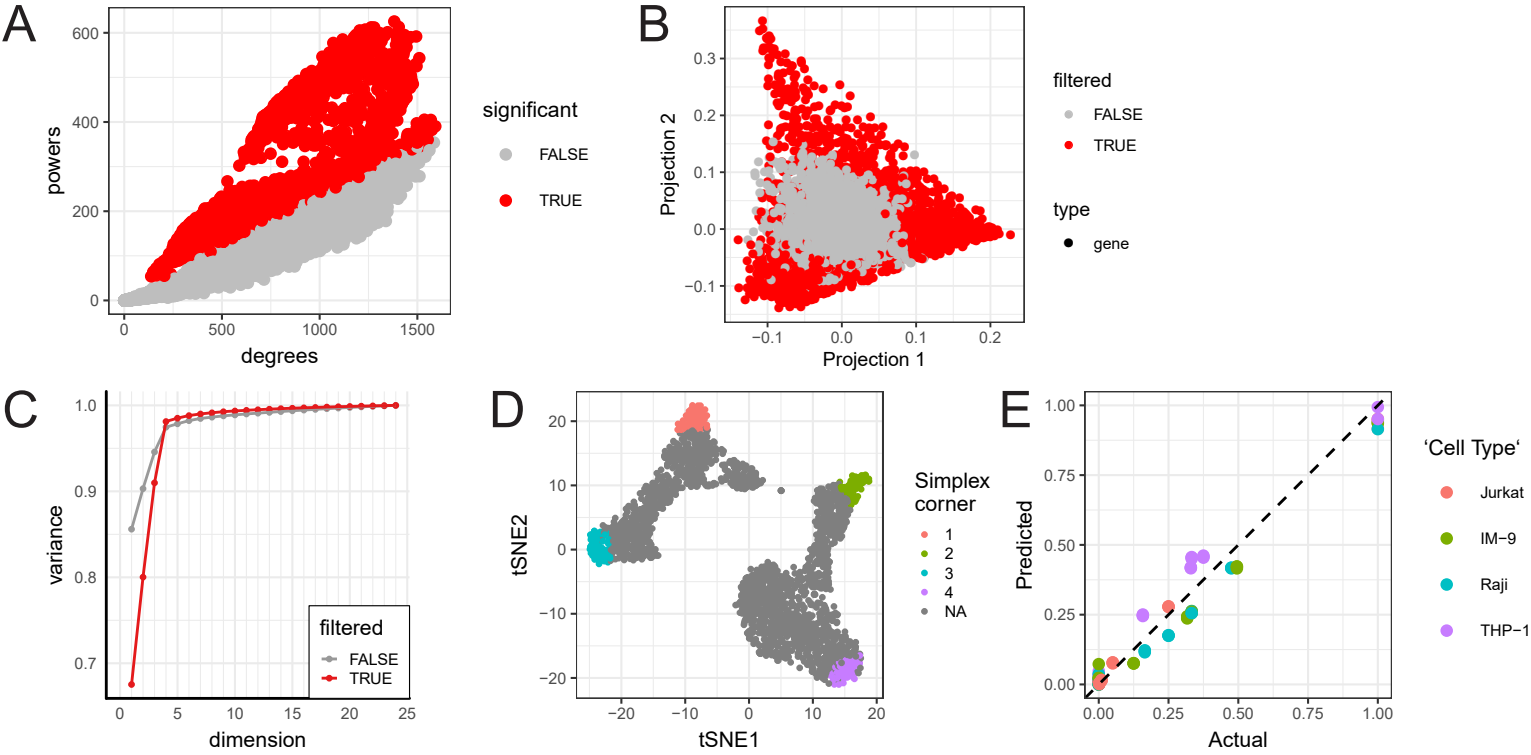 A
600
400
200
0
powers
0
500
1000
1500
degrees
significant
FALSE
TRUE
B
0.3
0.2
0.1
0.0
−0.1
Projection 2
−0.1
0.0
0.1
0.2
Projection 1
filtered
FALSE
TRUE
type
gene
C
1.0
0.9
0.8
0.7
variance
0
5
10
15
20
25
dimension
filtered
FALSE
TRUE
D
20
10
0
−10
−20
tSNE2
−20
−10
0
10
20
tSNE1
Simplex
corner
1
2
3
4
NA
E
1.00
0.75
0.50
0.25
0.00
Predicted
0.00
0.25
0.50
0.75
1.00
Actual
‘Cell Type‘
Jurkat
IM−9
Raji
THP−1